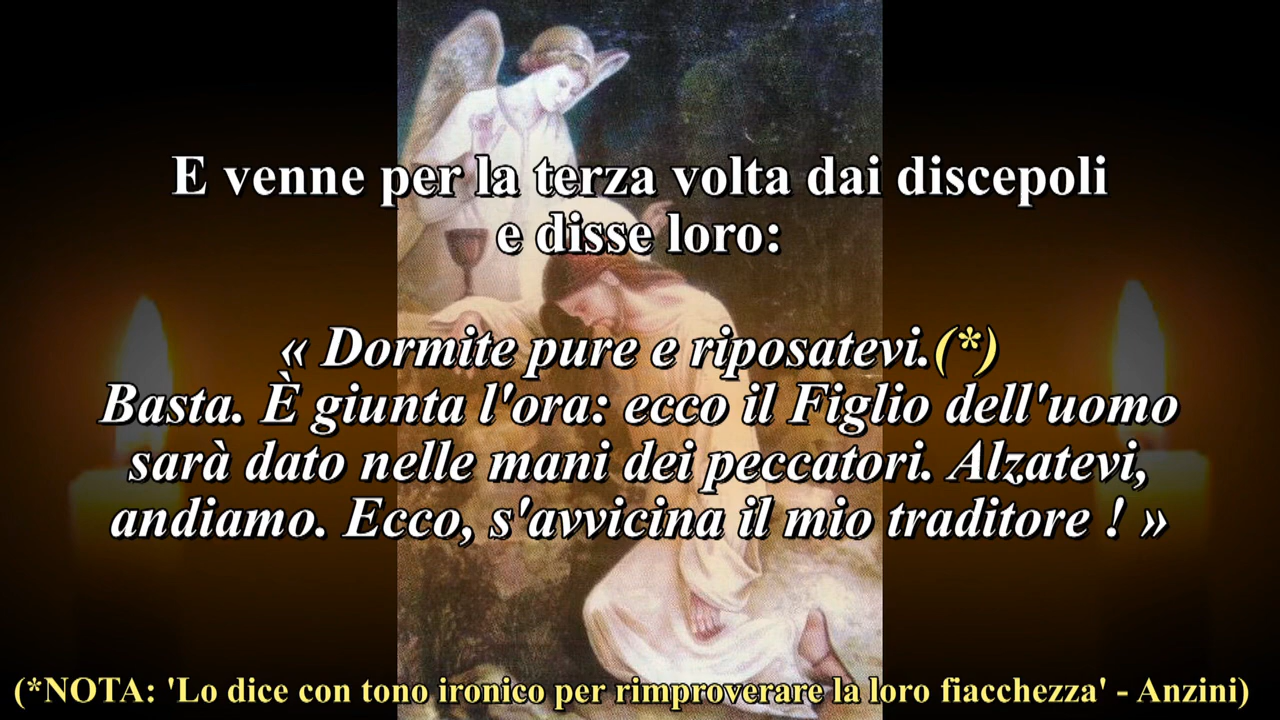 E venne per la terza volta dai discepoli
e disse loro:
« Dormite pure e riposatevi.(*)
Basta. È giunta l'ora: ecco il Figlio dell'uomo
sarà dato nelle mani dei peccatori. Alzatevi,
andiamo. Ecco, s'avvicina il mio traditore ! »
(*NOTA: 'Lo dice con tono ironico per rimproverare la loro fiacchezza' - Anzini)